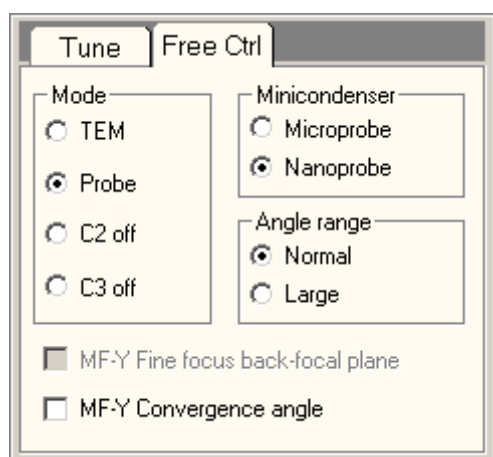 Tune Free Ctrl
Mode
TEM
Probe
C2 off
C3 off
Minicondenser
Microprobe
Nanoprobe
Angle range
Normal
Large
MF-Y Fine focus back-focal plane
MF-Y Convergence angle